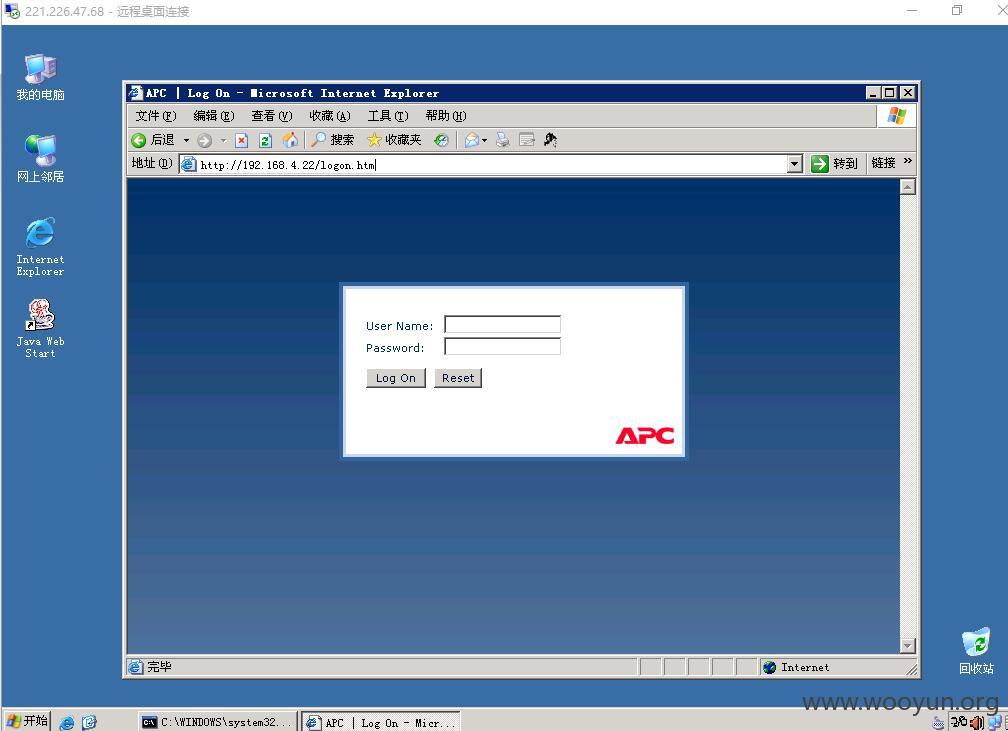 221.226.47.68 - 远程桌面连接
我的电脑
网上邻居
Internet
Explorer
Java Web
Start
APC | Log On - Microsoft Internet Explorer
文件(F) 编辑(E) 查看(V) 收藏(A) 工具(T) 帮助(H)
后退 搜索 收藏夹
地址(D) http://192.168.4.22/logon.htm 转到 链接 »
User Name:
Password:
Log On Reset
APC
完毕 Internet
回收站
www.wooyun.org
开始 C:\WINDOWS\system32... APC | Log On - Micr...